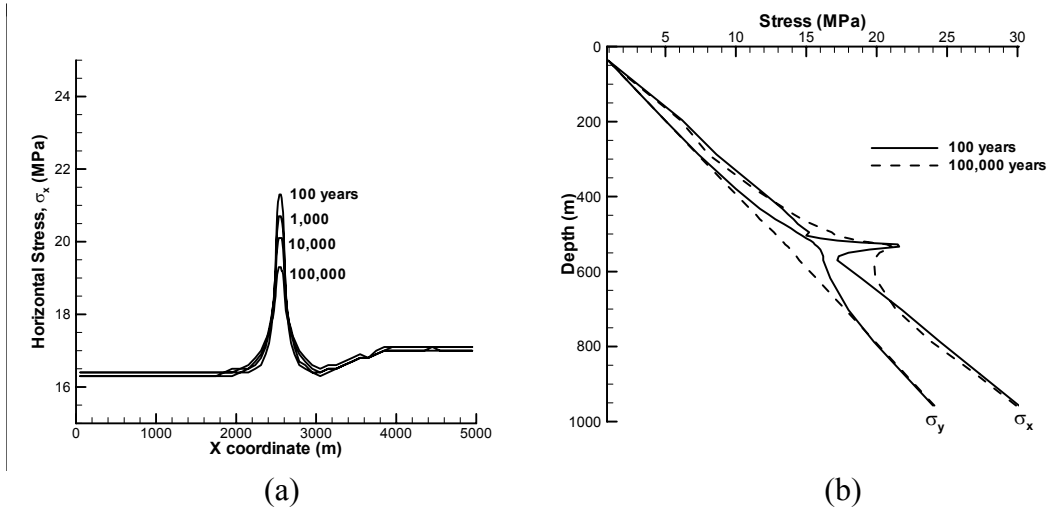 24
22
20
18
16
Horizontal Stress, σx (MPa)
100 years
1,000
10,000
100,000
0 1000 2000 3000 4000 5000
X coordinate (m)
(a)
Stress (MPa)
5 10 15 20 25 30
0
200
400
600
800
1000
Depth (m)
100 years
100,000 years
σy
σx
(b)